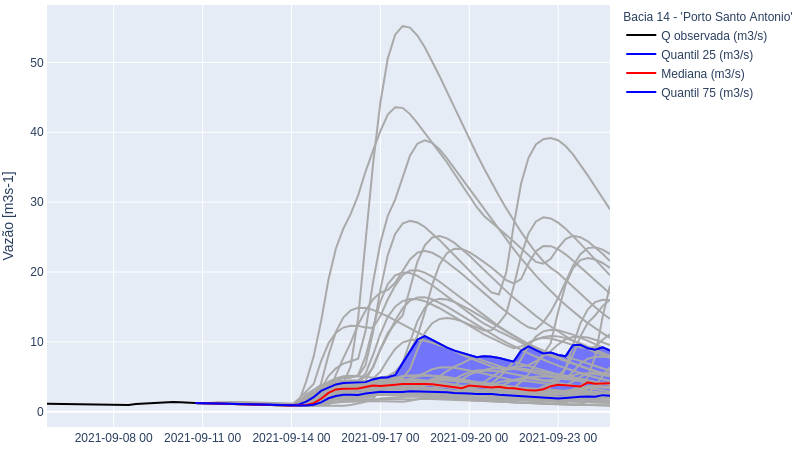 Bacia 14 - 'Porto Santo Antonio'
Q observada (m3/s)
Quantil 25 (m3/s)
Mediana (m3/s)
Quantil 75 (m3/s)
Vazão [m3s-1]
50
40
30
20
10
0
2021-09-08 00
2021-09-11 00
2021-09-14 00
2021-09-17 00
2021-09-20 00
2021-09-23 00